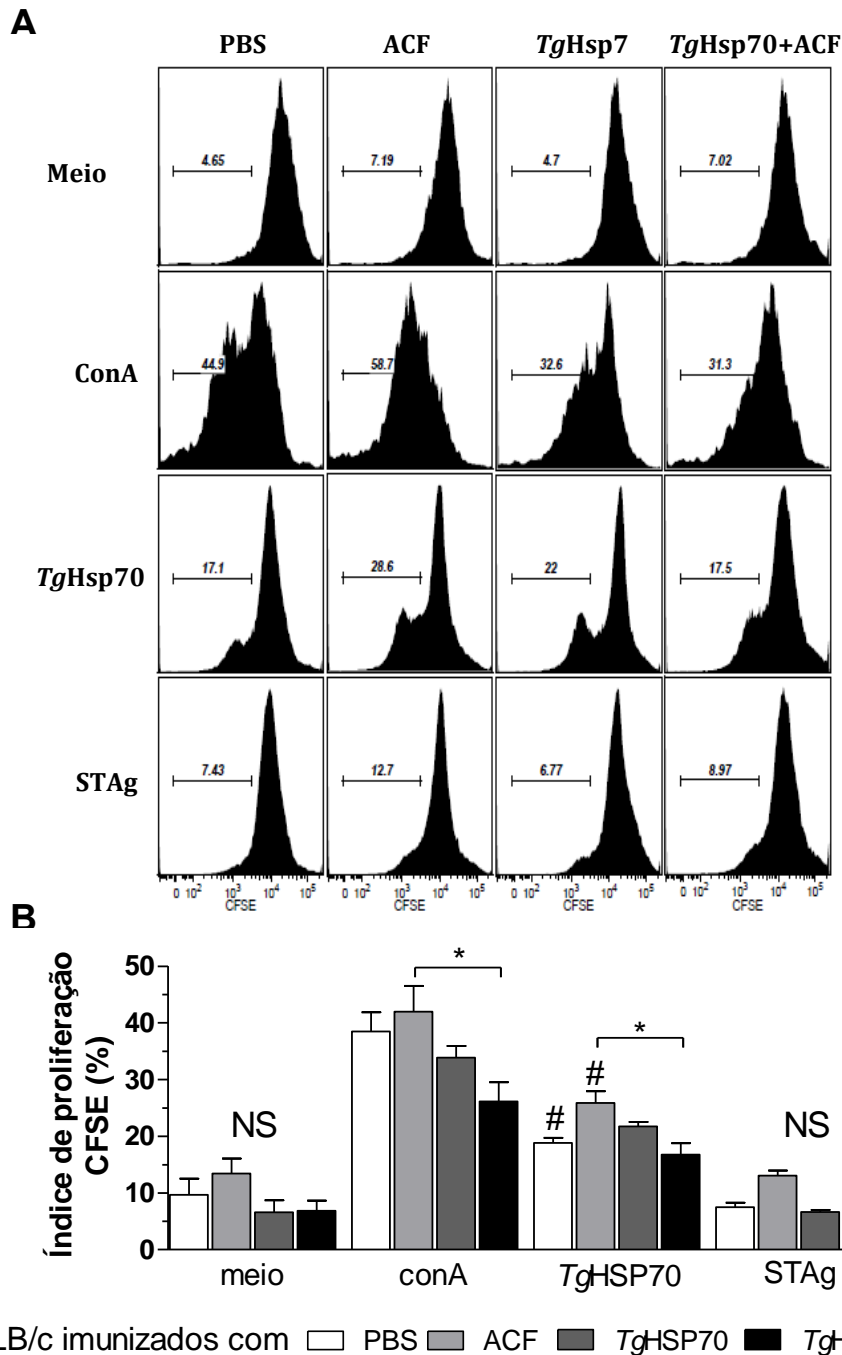 A
PBS ACF TgHsp7 TgHsp70+ACF
Meio 4.65 7.19 4.7 7.02
ConA 44.9 58.7 32.6 31.3
TgHsp70 17.1 28.6 22 17.5
STAg 7.43 12.7 6.77 8.97
0 10² 10³ 10⁴ 10⁵ 0 10² 10³ 10⁴ 10⁵ 0 10² 10³ 10⁴ 10⁵ 0 10² 10³ 10⁴ 10⁵
CFSE CFSE CFSE CFSE
B
Índice de proliferação
CFSE (%)
50
40
30
20
10
0
* *
# #
NS NS
meio conA TgHSP70 STAg
LB/c imunizados com PBS ACF TgHSP70 TgH